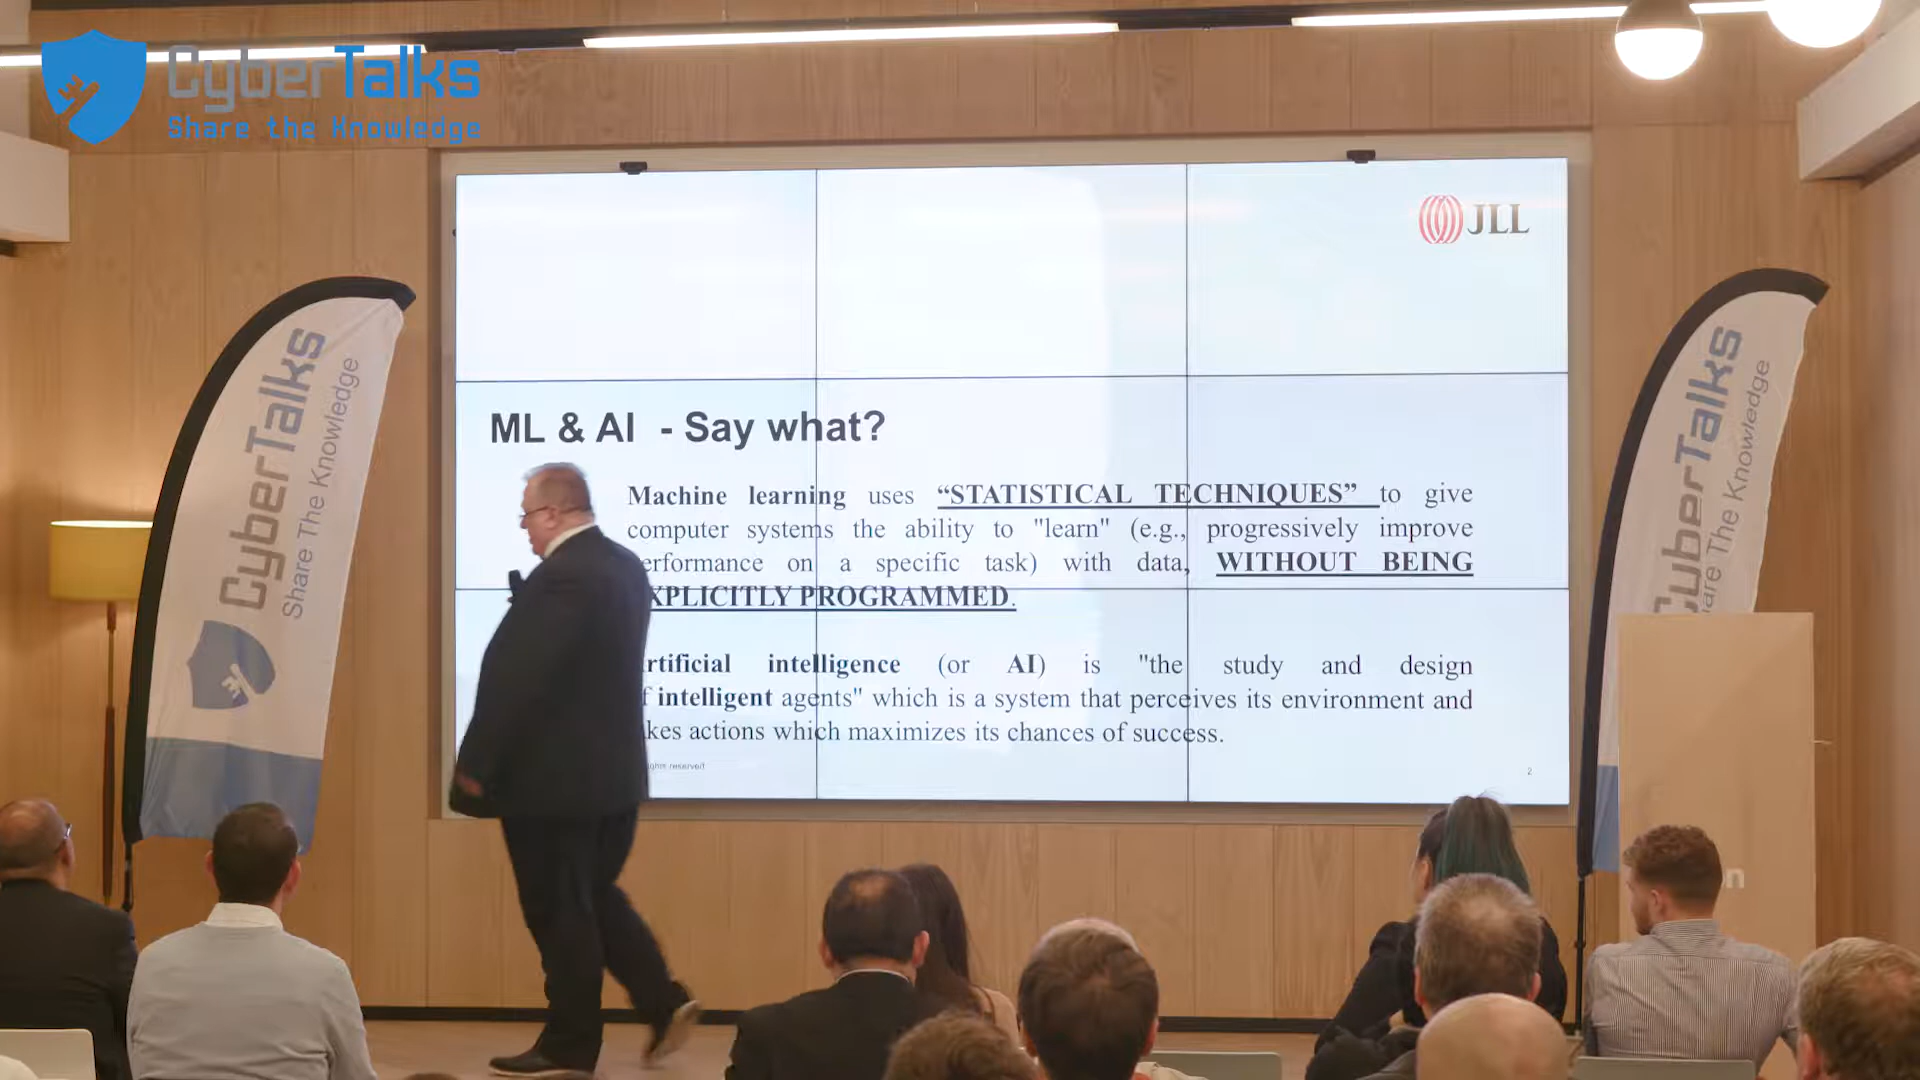 CyberTalks
Share the Knowledge
JLL
ML & AI - Say what?
Machine learning uses “STATISTICAL TECHNIQUES” to give
computer systems the ability to "learn" (e.g., progressively improve
erformance on a specific task) with data, WITHOUT BEING
XPLICITLY PROGRAMMED.
rtificial intelligence (or AI) is "the study and design
f intelligent agents" which is a system that perceives its environment and
kes actions which maximizes its chances of success.
reserved
2
CyberTalks
Share The Knowledge
CyberTalks
are The Knowledge
n